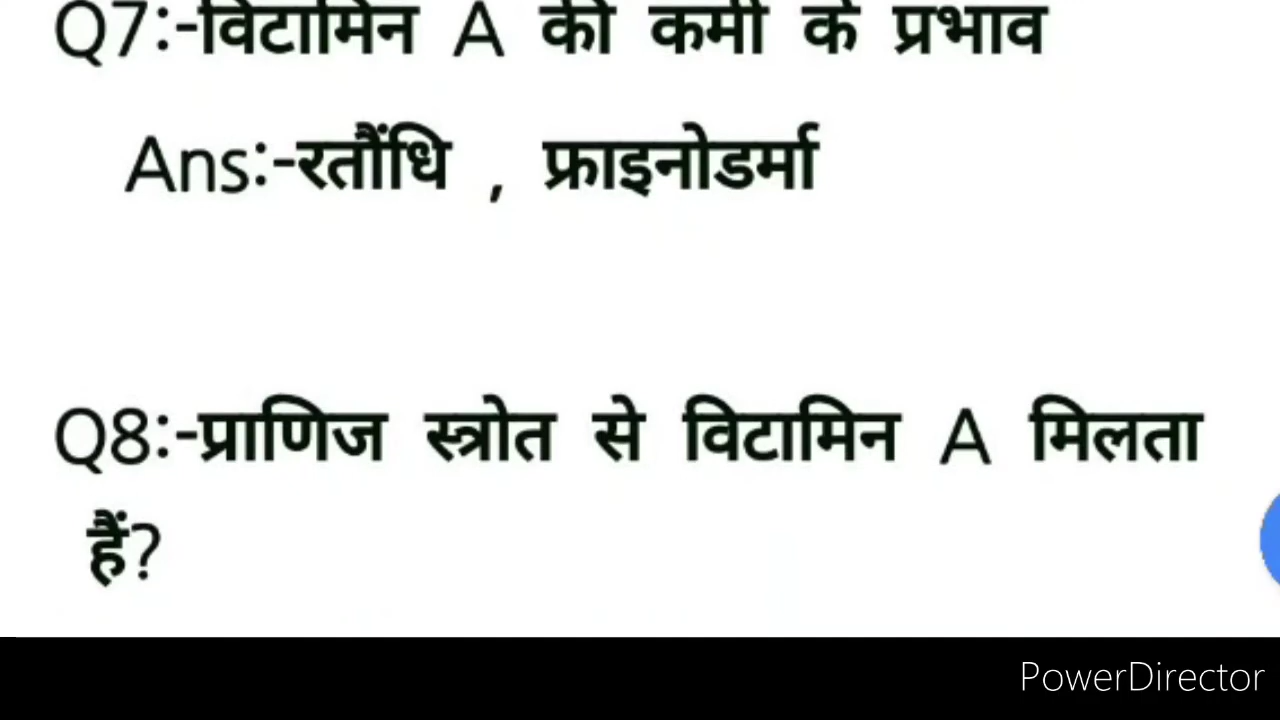 Q7:-विटामिन A की कमी के प्रभाव
Ans:-रतौंधि , फ्राइनोडर्मा
Q8:-प्राणिज स्त्रोत से विटामिन A मिलता
हैं?
PowerDirector